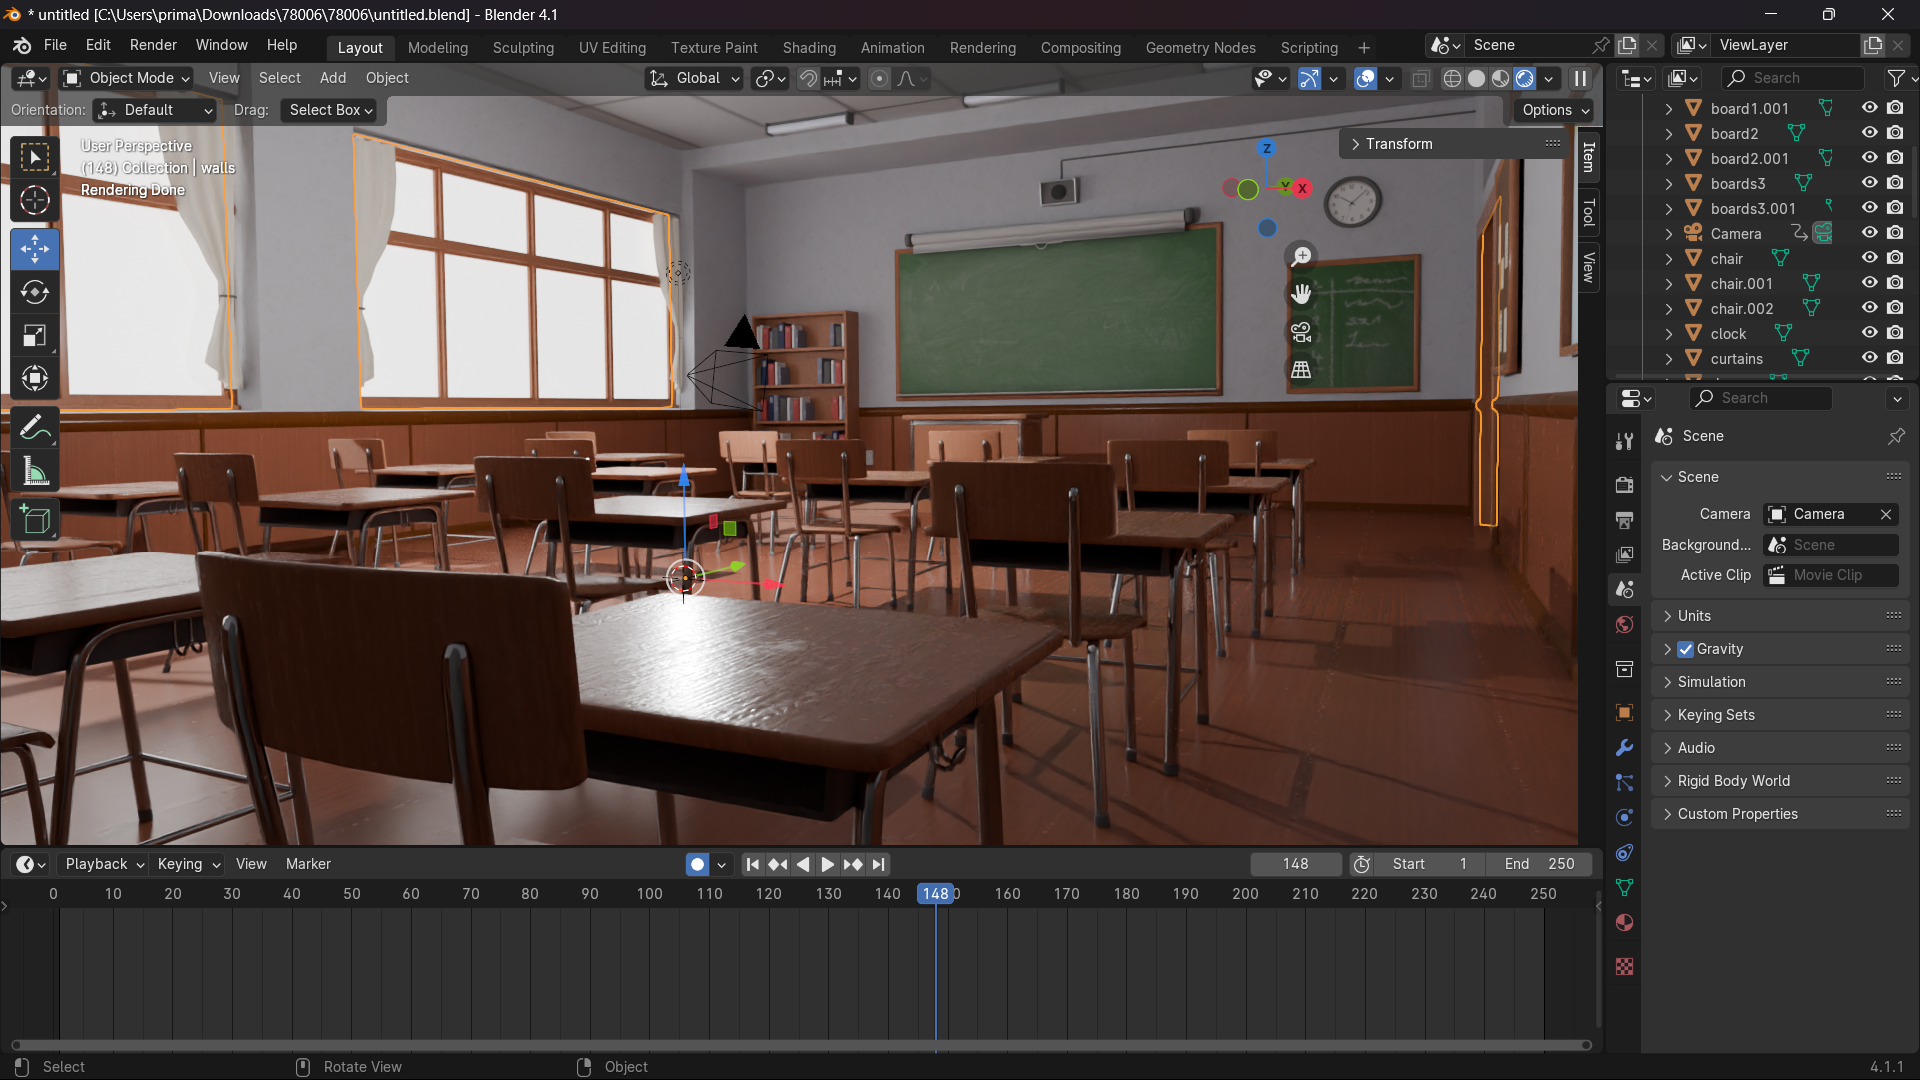 * untitled [C:\Users\prima\Downloads\78006\78006\untitled.blend] - Blender 4.1
File Edit Render Window Help Layout Modeling Sculpting UV Editing Texture Paint Shading Animation Rendering Compositing Geometry Nodes Scripting + Scene ViewLayer
Object Mode View Select Add Object Global Search
Orientation: Default Drag: Select Box Options
User Perspective
(148) Collection | walls
Rendering Done
Transform
Item
Tool
View
Z
Y
X
board1.001
board2
board2.001
boards3
boards3.001
Camera
chair
chair.001
chair.002
clock
curtains
Search
Scene
Scene
Camera Camera
Background... Scene
Active Clip Movie Clip
Units
Gravity
Simulation
Keying Sets
Audio
Rigid Body World
Custom Properties
Playback Keying View Marker 148 Start 1 End 250
0 10 20 30 40 50 60 70 80 90 100 110 120 130 140 148 160 170 180 190 200 210 220 230 240 250
Select Rotate View Object 4.1.1